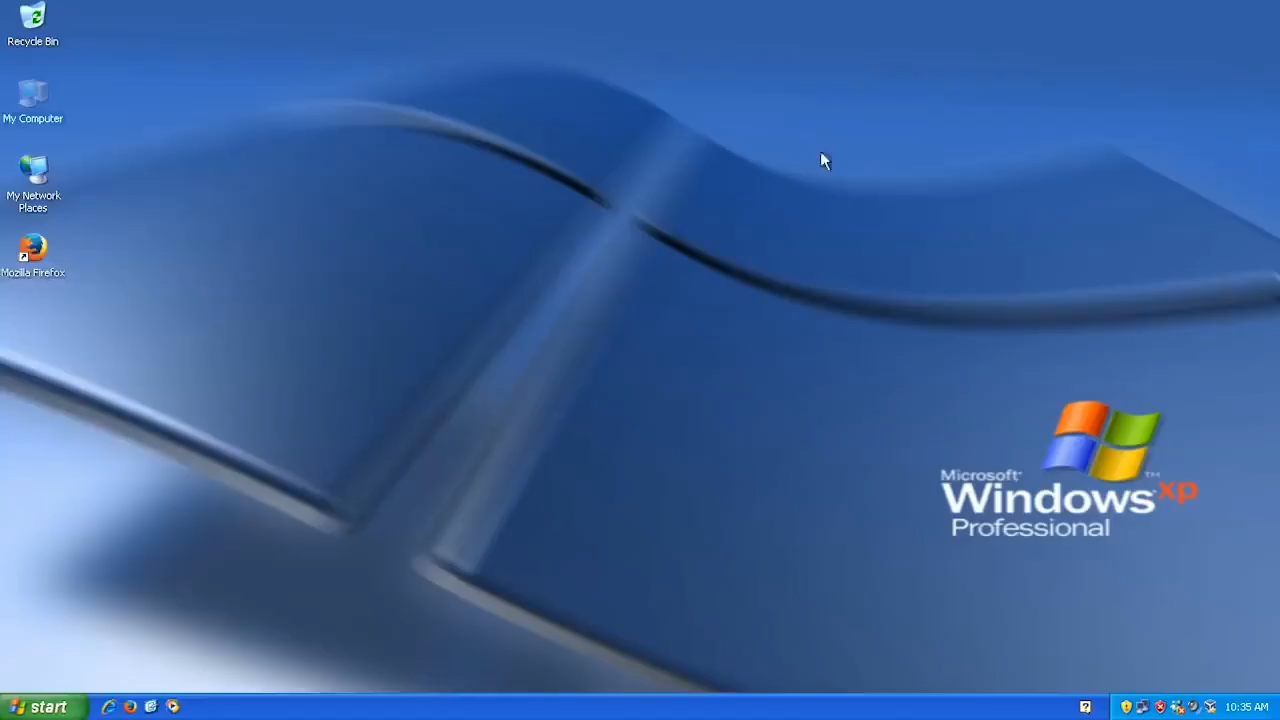 Recycle Bin
My Computer
My Network
Places
Mozilla Firefox
Microsoft
Windows xp
Professional
start
10:35 AM